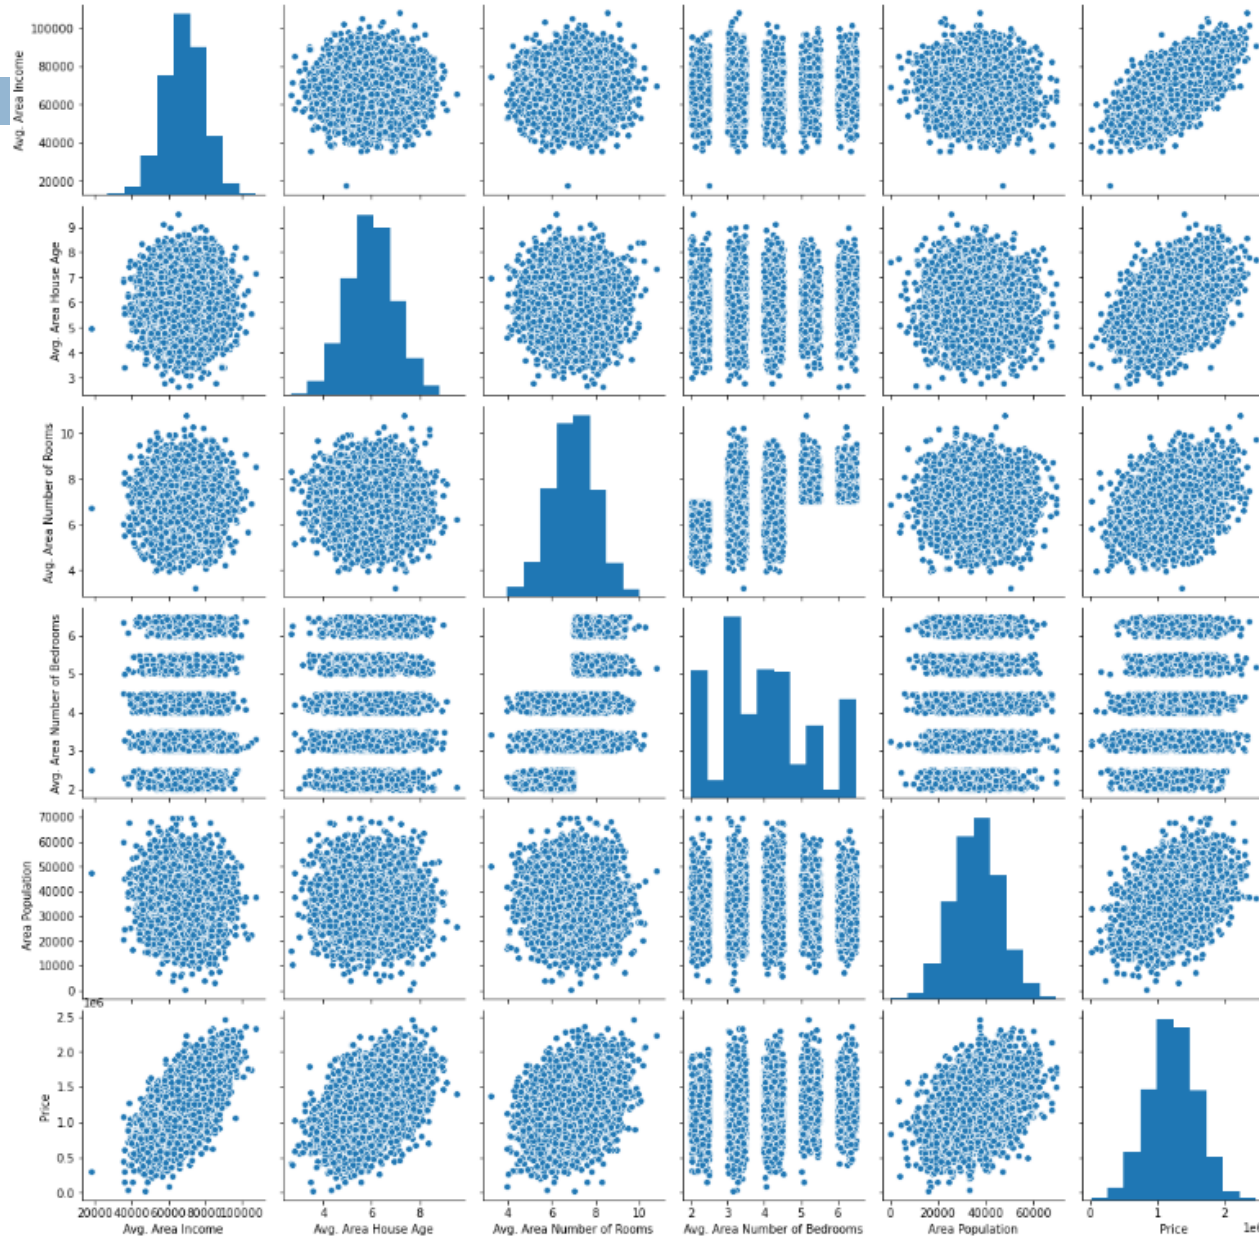 100000
80000
60000
40000
20000
Avg. Area Income
9
8
7
6
5
4
3
Avg. Area House Age
10
8
6
4
Avg. Area Number of Rooms
6
5
4
3
2
Avg. Area Number of Bedrooms
70000
60000
50000
40000
30000
20000
10000
0
Area Population
1e6
2.5
2.0
1.5
1.0
0.5
0.0
Price
20000 40000 60000 80000 100000
Avg. Area Income
4 6 8
Avg. Area House Age
4 6 8 10
Avg. Area Number of Rooms
2 3 4 5 6
Avg. Area Number of Bedrooms
0 20000 40000 60000
Area Population
0 1 2
Price